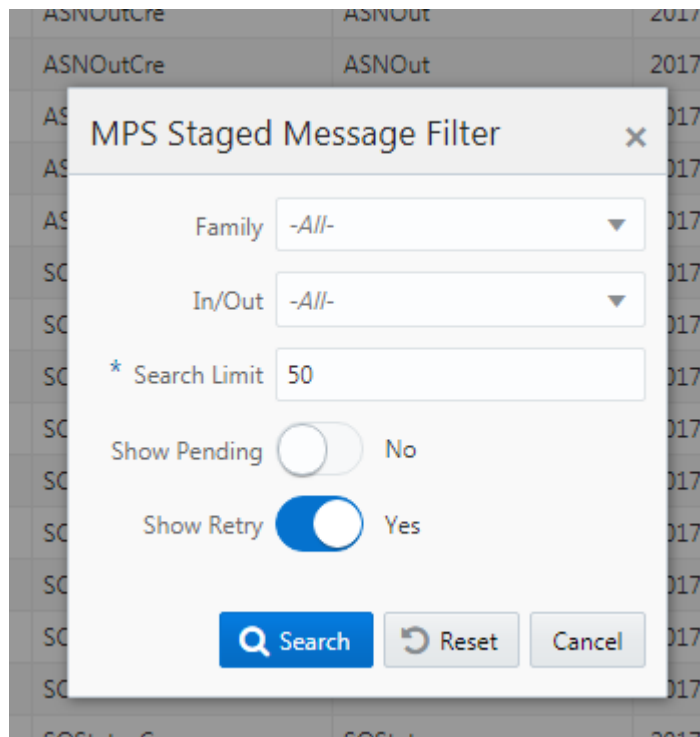 ASNOutCre ASNOut 2017
ASNOutCre ASNOut 2017
MPS Staged Message Filter
Family -All-
In/Out -All-
* Search Limit 50
Show Pending No
Show Retry Yes
Search Reset Cancel